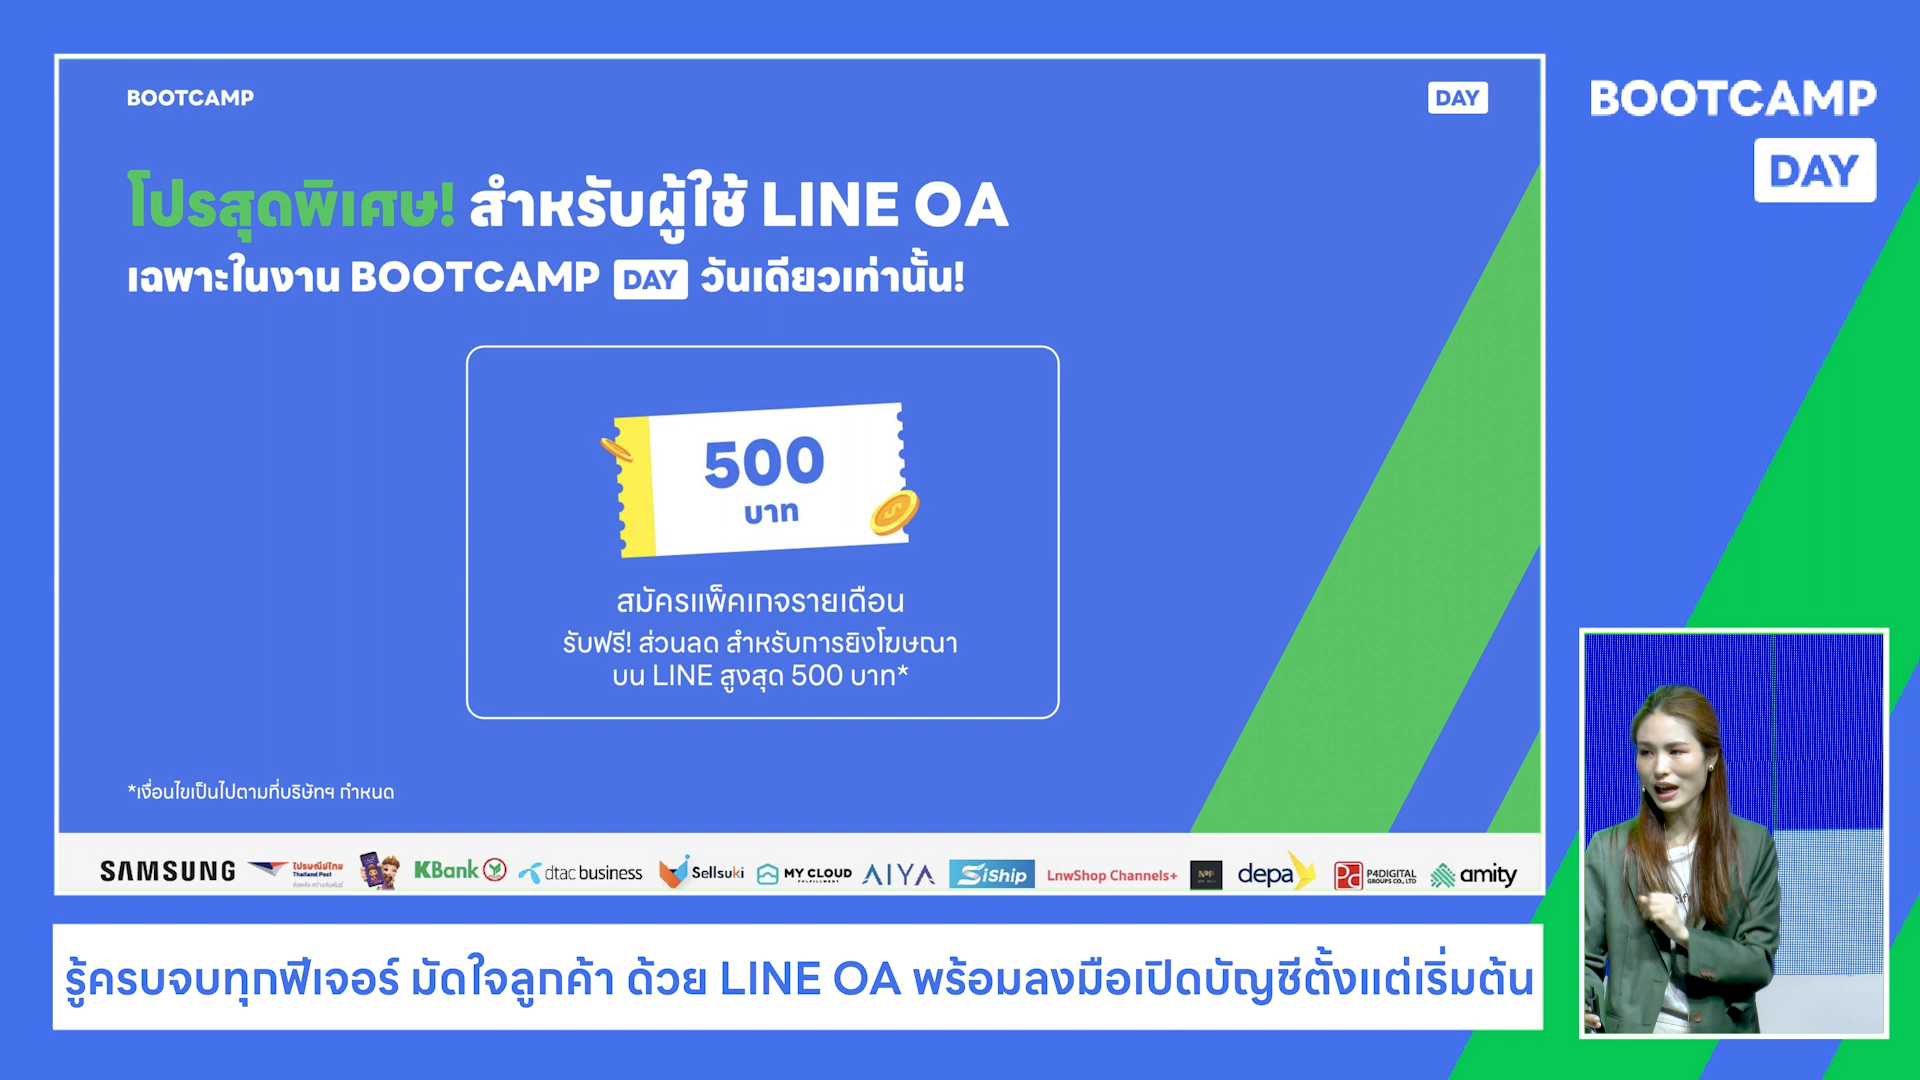 BOOTCAMP
DAY
โปรสุดพิเศษ! สำหรับผู้ใช้ LINE OA
เฉพาะในงาน BOOTCAMP DAY วันเดียวเท่านั้น!
500
บาท
สมัครแพ็คเกจรายเดือน
รับฟรี! ส่วนลด สำหรับการยิงโฆษณา
บน LINE สูงสุด 500 บาท*
*เงื่อนไขเป็นไปตามที่บริษัทฯ กำหนด
SAMSUNG
ไปรษณีย์ไทย
Thailand Post
KBank
dtac business
Sellsuki
MY CLOUD
FULFILLMENT
AIYA
SiShip
LnwShop Channels+
depa
P4DIGITAL
GROUPS CO., LTD
amity
รู้ครบจบทุกฟีเจอร์ มัดใจลูกค้า ด้วย LINE OA พร้อมลงมือเปิดบัญชีตั้งแต่เริ่มต้น
BOOTCAMP
DAY